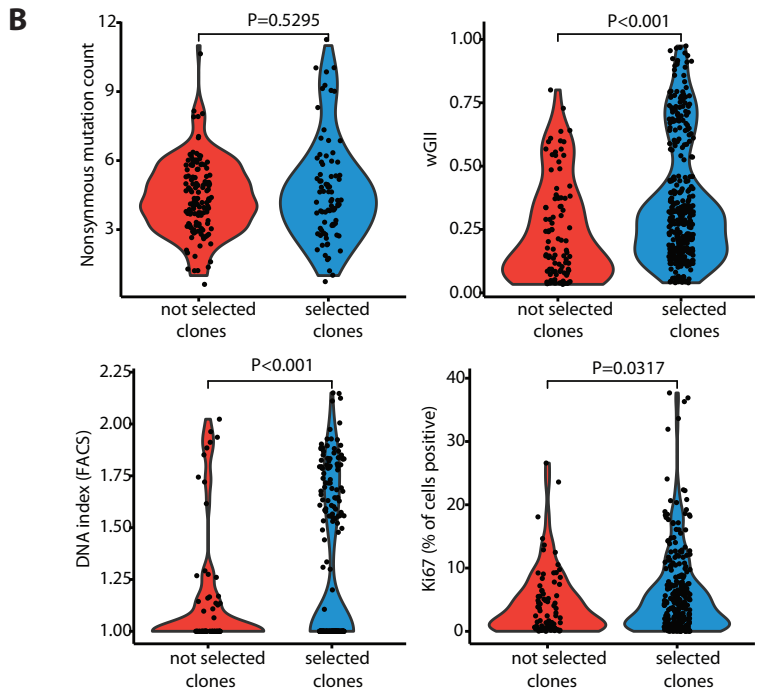 B
P=0.5295
Nonsynmous mutation count
12
9
6
3
not selected
clones
selected
clones
P<0.001
wGII
1.00
0.75
0.50
0.25
0.00
not selected
clones
selected
clones
P<0.001
DNA index (FACS)
2.25
2.00
1.75
1.50
1.25
1.00
not selected
clones
selected
clones
P=0.0317
Ki67 (% of cells positive)
40
30
20
10
0
not selected
clones
selected
clones